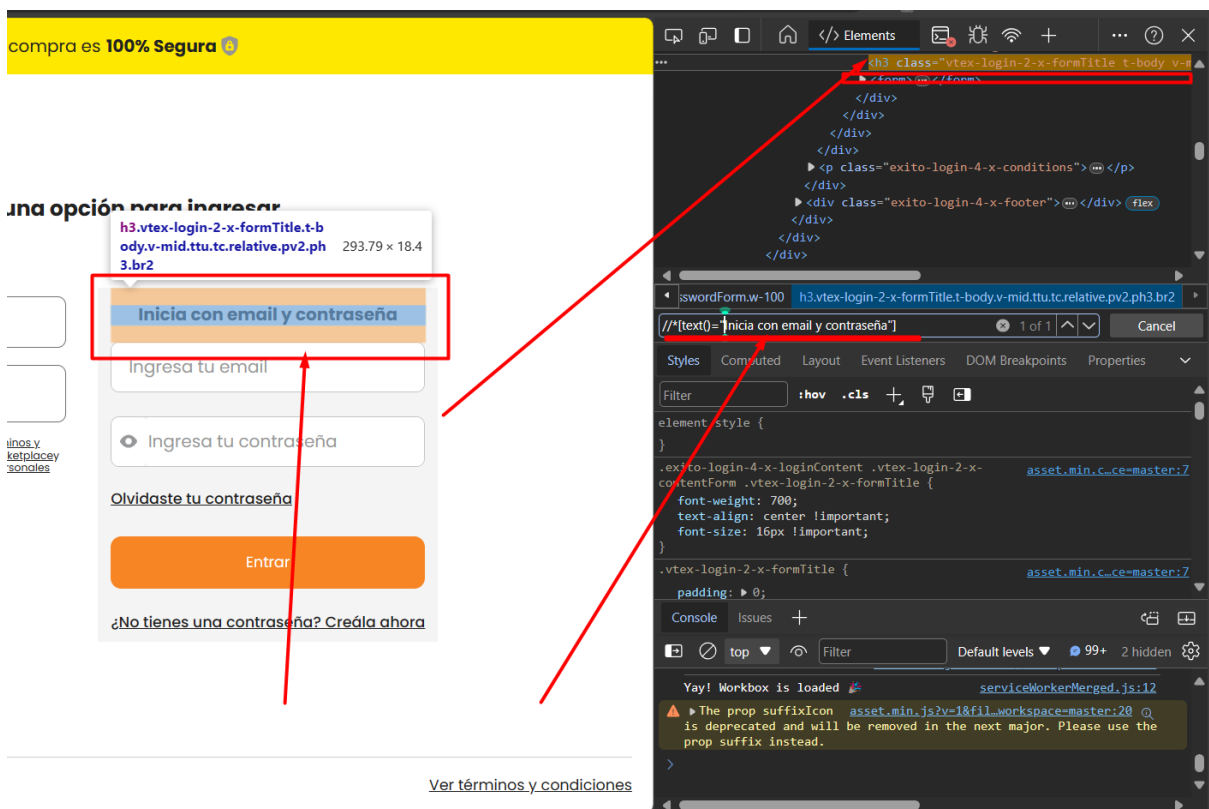 compra es 100% Segura
una opción para ingresar
h3.vtex-login-2-x-formTitle.t-b
ody.v-mid.ttu.tc.relative.pv2.ph
3.br2
293.79 × 18.4
Inicia con email y contraseña
Ingresa tu email
Ingresa tu contraseña
inos y
ketplacey
rsonales
Olvidaste tu contraseña
Entrar
¿No tienes una contraseña? Creála ahora
Ver términos y condiciones
</> Elements
<h3 class="vtex-login-2-x-formTitle t-body v-m
<form></form>
</div>
</div>
</div>
</div>
<p class="exito-login-4-x-conditions"></p>
</div>
<div class="exito-login-4-x-footer"></div> flex
</div>
</div>
</div>
sswordForm.w-100 h3.vtex-login-2-x-formTitle.t-body.v-mid.ttu.tc.relative.pv2.ph3.br2
//*[text()="Inicia con email y contraseña"] 1 of 1 Cancel
Styles Computed Layout Event Listeners DOM Breakpoints Properties
Filter :hov .cls
element.style {
}
.exito-login-4-x-loginContent .vtex-login-2-x- asset.min.c…ce=master:7
contentForm .vtex-login-2-x-formTitle {
font-weight: 700;
text-align: center !important;
font-size: 16px !important;
}
.vtex-login-2-x-formTitle { asset.min.c…ce=master:7
padding: 0;
Console Issues
top Filter Default levels 99+ 2 hidden
Yay! Workbox is loaded 🎉 serviceWorkerMerged.js:12
The prop suffixIcon asset.min.js?v=1&fil…workspace=master:20
is deprecated and will be removed in the next major. Please use the
prop suffix instead.